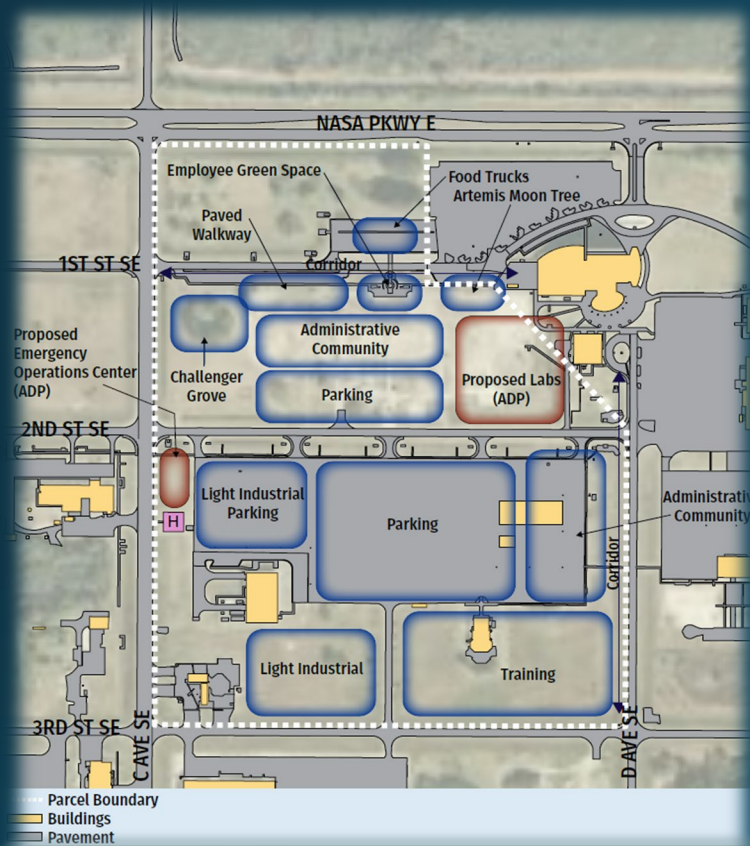 NASA PKWY E
Employee Green Space
Food Trucks
Artemis Moon Tree
Paved
Walkway
1ST ST SE
Corridor
Proposed
Emergency
Operations Center
(ADP)
Administrative
Community
Challenger
Grove
Parking
Proposed Labs
(ADP)
2ND ST SE
Light Industrial
Parking
H
Parking
Administrati
Community
Corridor
Light Industrial
Training
3RD ST SE
C AVE SE
D AVE SE
Parcel Boundary
Buildings
Pavement